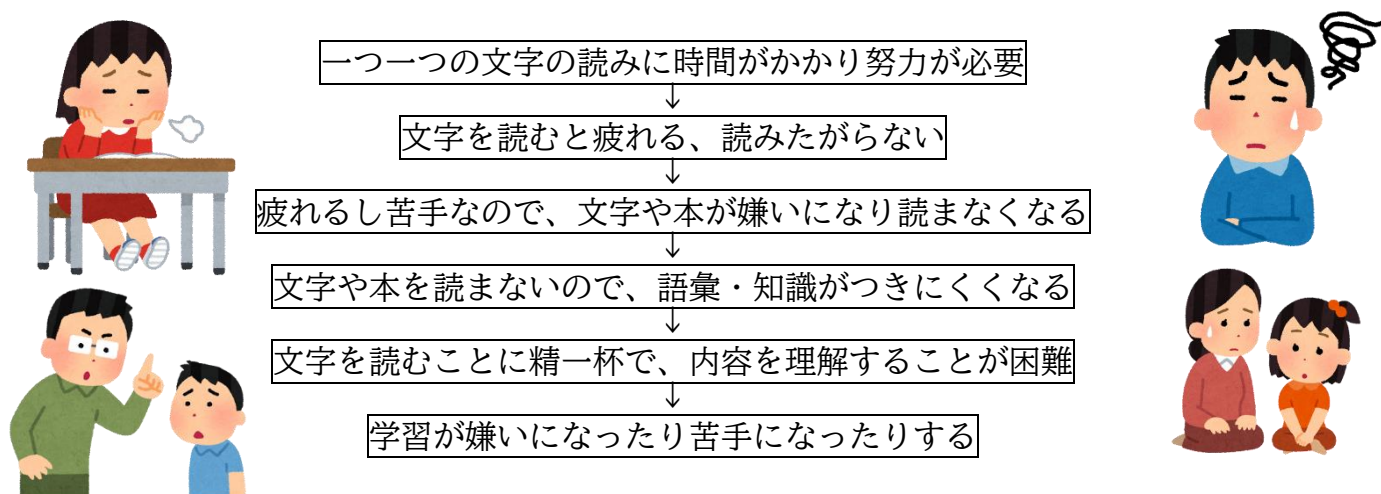 一つ一つの文字の読みに時間がかかり努力が必要
↓
文字を読むと疲れる、読みたがらない
↓
疲れるし苦手なので、文字や本が嫌いになり読まなくなる
↓
文字や本を読まないので、語彙・知識がつきにくくなる
↓
文字を読むことに精一杯で、内容を理解することが困難
↓
学習が嫌いになったり苦手になったりする